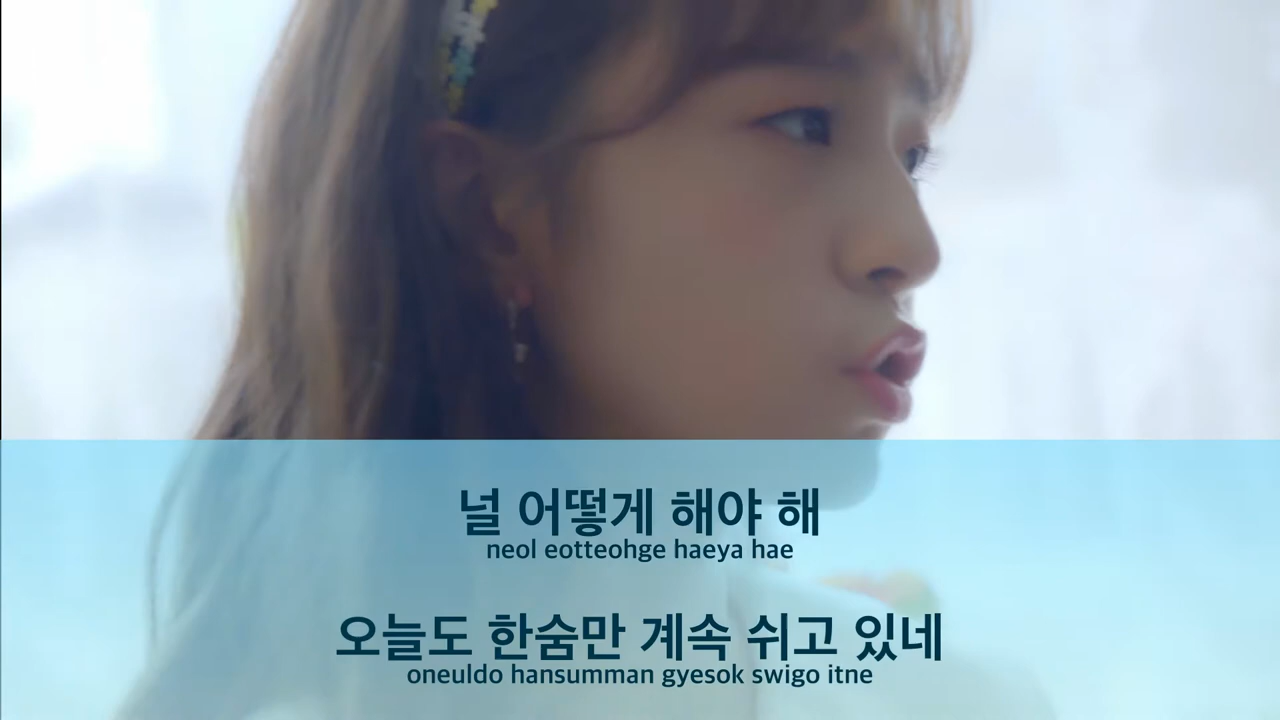 널 어떻게 해야 해
neol eotteohge haeya hae
오늘도 한숨만 계속 쉬고 있네
oneuldo hansumman gyesok swigo itne